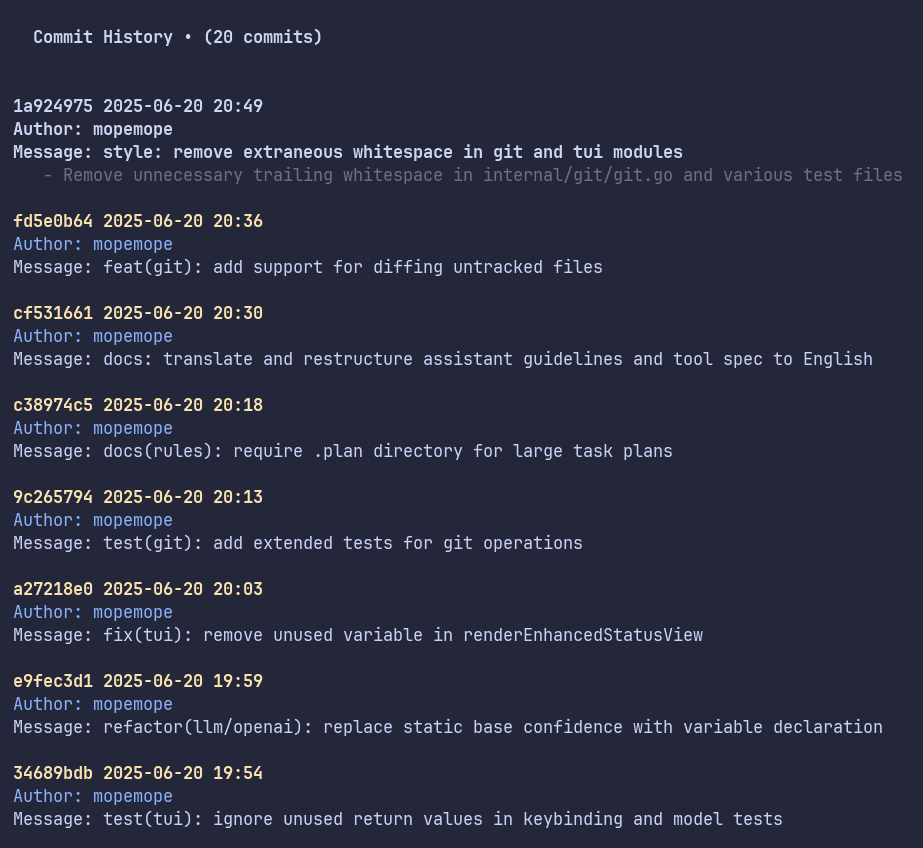 Commit History • (20 commits)
1a924975 2025-06-20 20:49
Author: mopemope
Message: style: remove extraneous whitespace in git and tui modules
- Remove unnecessary trailing whitespace in internal/git/git.go and various test files
fd5e0b64 2025-06-20 20:36
Author: mopemope
Message: feat(git): add support for diffing untracked files
cf531661 2025-06-20 20:30
Author: mopemope
Message: docs: translate and restructure assistant guidelines and tool spec to English
c38974c5 2025-06-20 20:18
Author: mopemope
Message: docs(rules): require .plan directory for large task plans
9c265794 2025-06-20 20:13
Author: mopemope
Message: test(git): add extended tests for git operations
a27218e0 2025-06-20 20:03
Author: mopemope
Message: fix(tui): remove unused variable in renderEnhancedStatusView
e9fec3d1 2025-06-20 19:59
Author: mopemope
Message: refactor(llm/openai): replace static base confidence with variable declaration
34689bdb 2025-06-20 19:54
Author: mopemope
Message: test(tui): ignore unused return values in keybinding and model tests